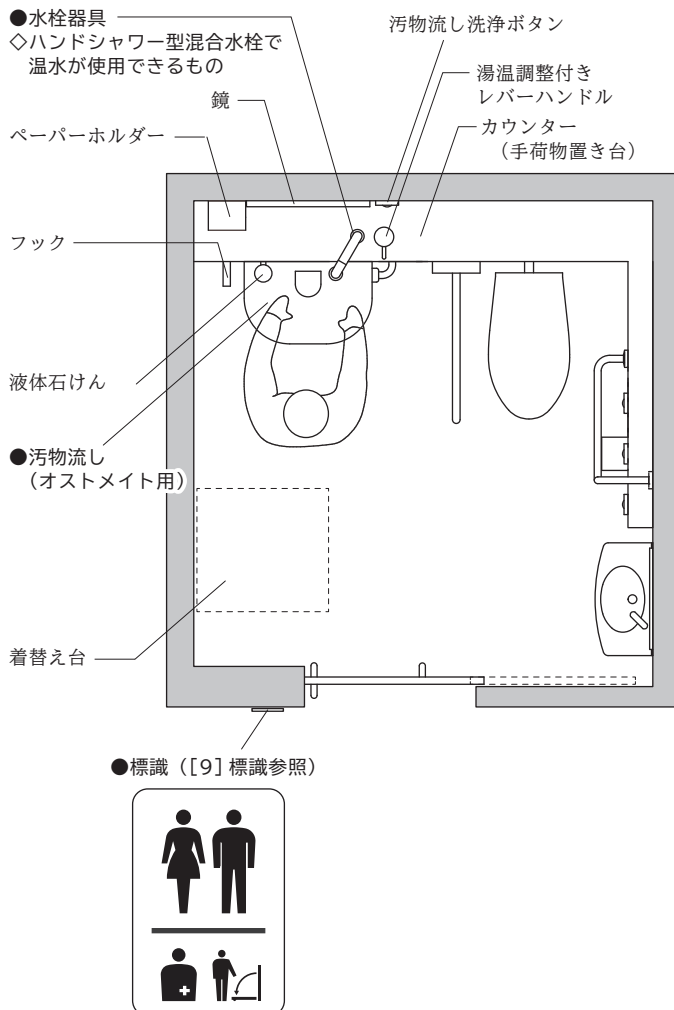 ●水栓器具
◇ハンドシャワー型混合水栓で
温水が使用できるもの
汚物流し洗浄ボタン
湯温調整付き
レバーハンドル
鏡
カウンター
(手荷物置き台)
ペーパーホルダー
フック
液体石けん
●汚物流し
(オストメイト用)
着替え台
●標識([9]標識参照)